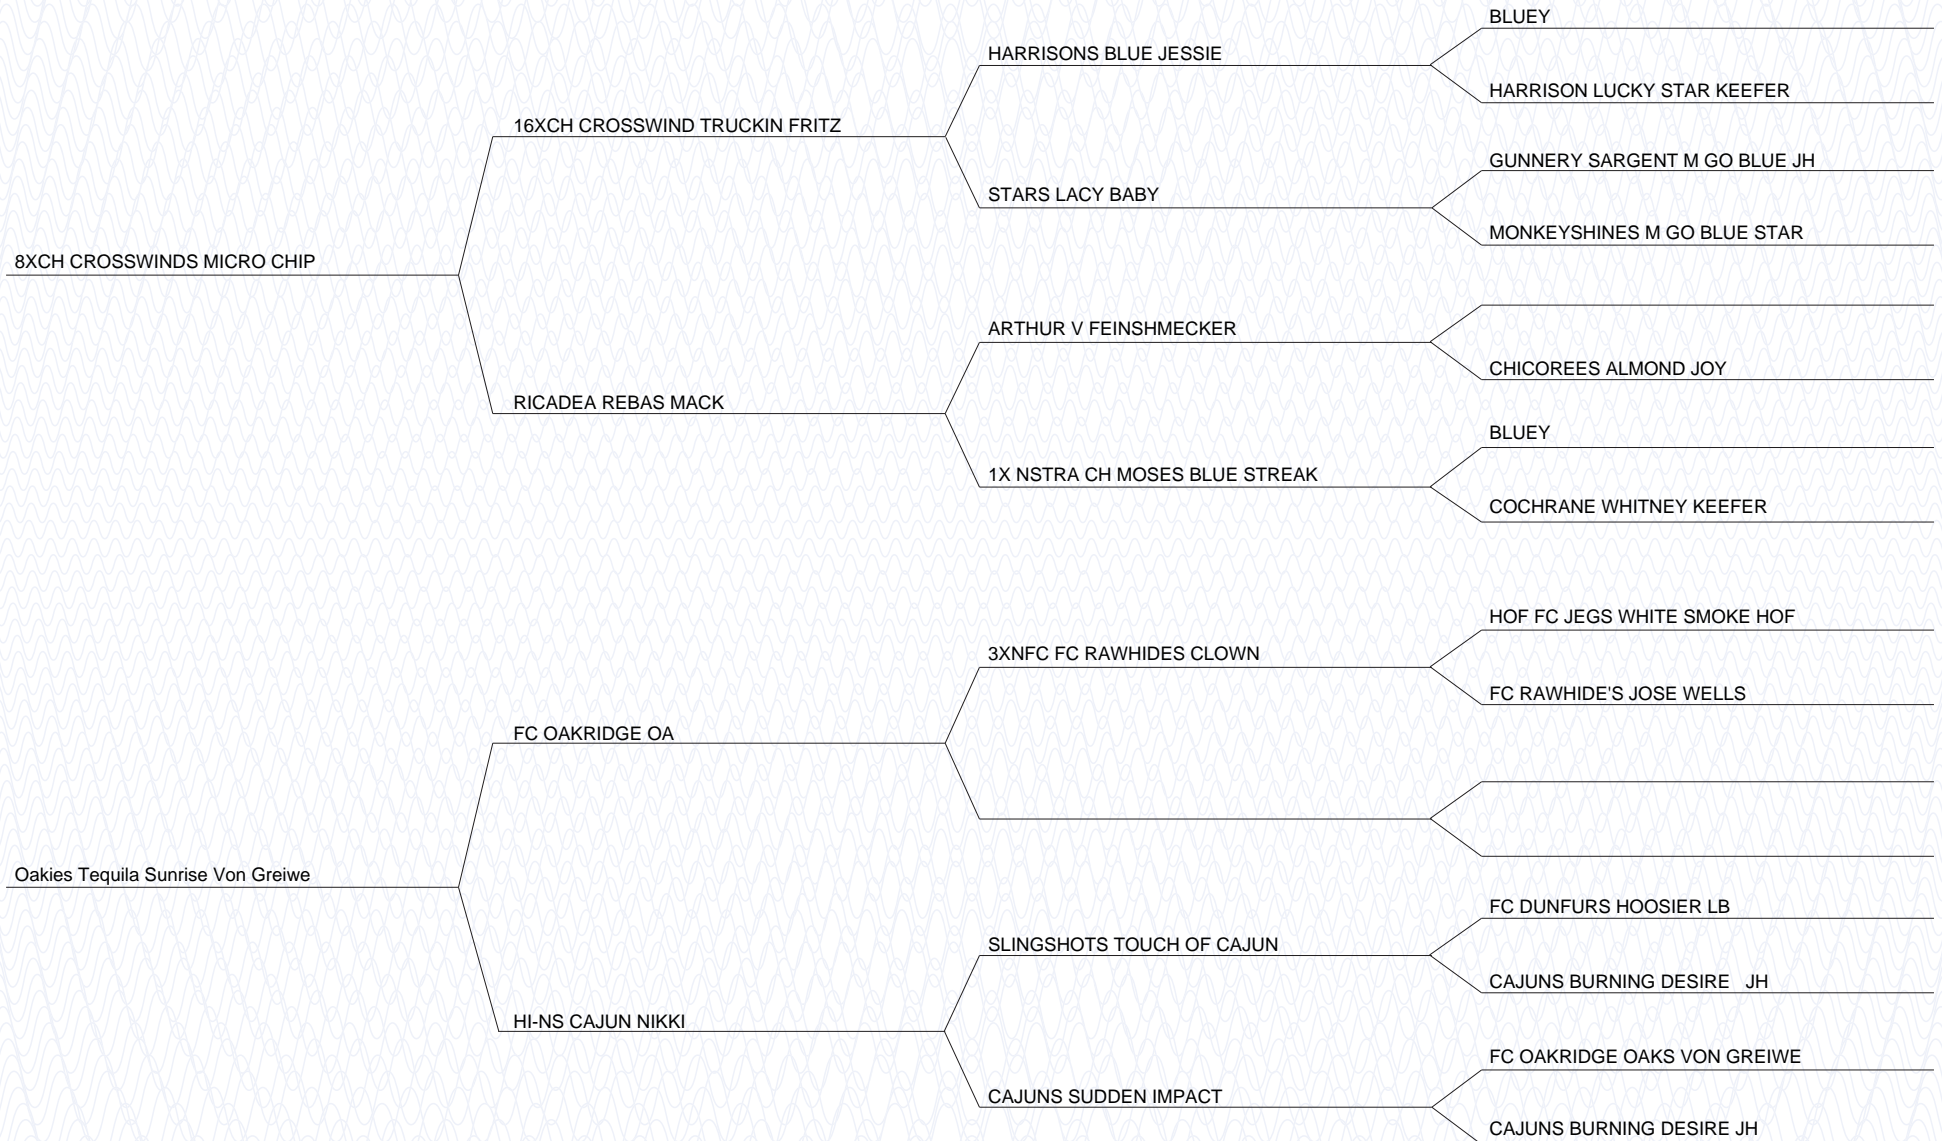 BLUEY
HARRISONS BLUE JESSIE
HARRISON LUCKY STAR KEEFER
16XCH CROSSWIND TRUCKIN FRITZ
GUNNERY SARGENT M GO BLUE JH
STARS LACY BABY
MONKEYSHINES M GO BLUE STAR
8XCH CROSSWINDS MICRO CHIP
ARTHUR V FEINSHMECKER
CHICOREES ALMOND JOY
RICADEA REBAS MACK
BLUEY
1X NSTRA CH MOSES BLUE STREAK
COCHRANE WHITNEY KEEFER
HOF FC JEGS WHITE SMOKE HOF
3XNFC FC RAWHIDES CLOWN
FC RAWHIDE'S JOSE WELLS
FC OAKRIDGE OA
Oakies Tequila Sunrise Von Greiwe
FC DUNFURS HOOSIER LB
SLINGSHOTS TOUCH OF CAJUN
CAJUNS BURNING DESIRE JH
HI-NS CAJUN NIKKI
FC OAKRIDGE OAKS VON GREIWE
CAJUNS SUDDEN IMPACT
CAJUNS BURNING DESIRE JH